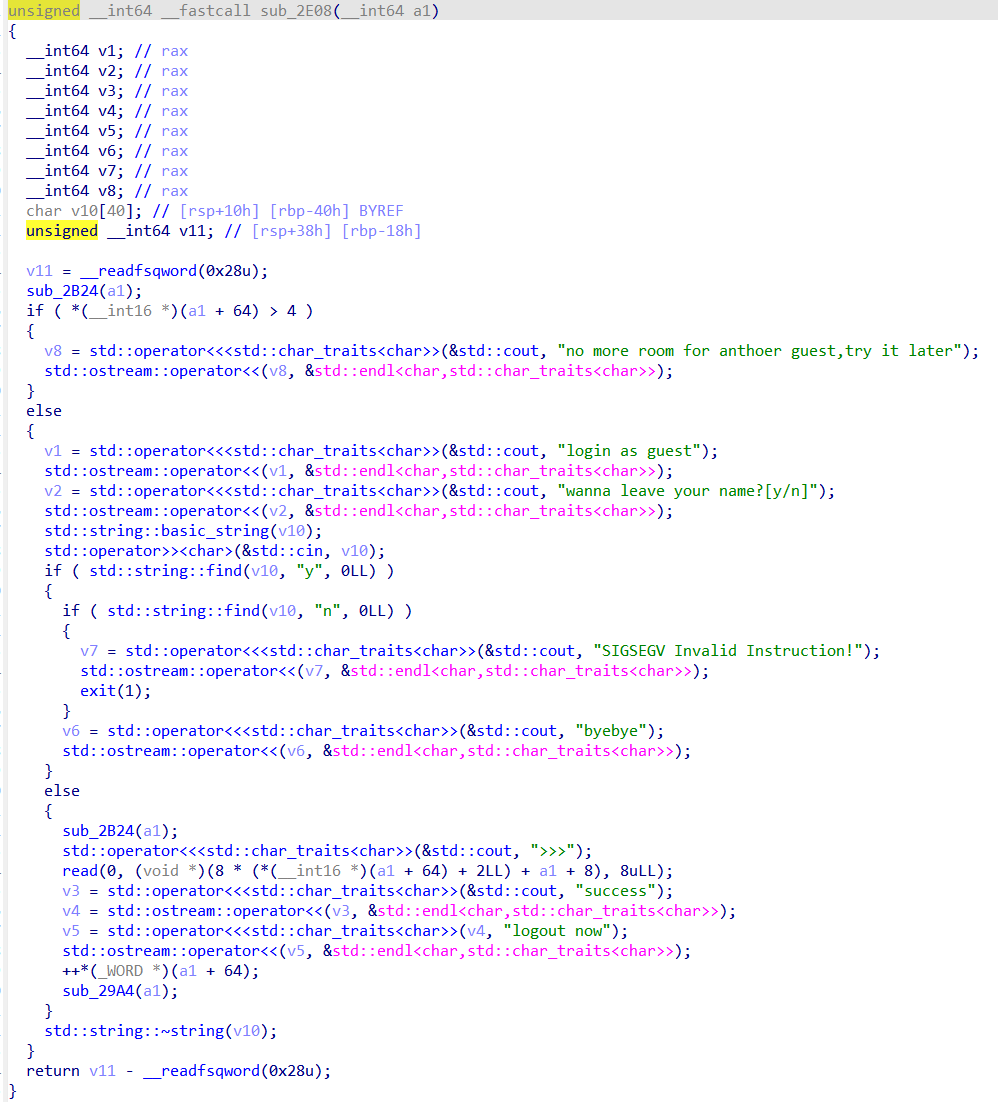 unsigned __int64 __fastcall sub_2E08(__int64 a1)
{
  __int64 v1; // rax
  __int64 v2; // rax
  __int64 v3; // rax
  __int64 v4; // rax
  __int64 v5; // rax
  __int64 v6; // rax
  __int64 v7; // rax
  __int64 v8; // rax
  char v10[40]; // [rsp+10h] [rbp-40h] BYREF
  unsigned __int64 v11; // [rsp+38h] [rbp-18h]

  v11 = __readfsqword(0x28u);
  sub_2B24(a1);
  if ( *(__int16 *)(a1 + 64) > 4 )
  {
    v8 = std::operator<<<std::char_traits<char>>(&std::cout, "no more room for anthoer guest,try it later");
    std::ostream::operator<<(v8, &std::endl<char,std::char_traits<char>>);
  }
  else
  {
    v1 = std::operator<<<std::char_traits<char>>(&std::cout, "login as guest");
    std::ostream::operator<<(v1, &std::endl<char,std::char_traits<char>>);
    v2 = std::operator<<<std::char_traits<char>>(&std::cout, "wanna leave your name?[y/n]");
    std::ostream::operator<<(v2, &std::endl<char,std::char_traits<char>>);
    std::string::basic_string(v10);
    std::operator>><char>(&std::cin, v10);
    if ( std::string::find(v10, "y", 0LL) )
    {
      if ( std::string::find(v10, "n", 0LL) )
      {
        v7 = std::operator<<<std::char_traits<char>>(&std::cout, "SIGSEGV Invalid Instruction!");
        std::ostream::operator<<(v7, &std::endl<char,std::char_traits<char>>);
        exit(1);
      }
      v6 = std::operator<<<std::char_traits<char>>(&std::cout, "byebye");
      std::ostream::operator<<(v6, &std::endl<char,std::char_traits<char>>);
    }
    else
    {
      sub_2B24(a1);
      std::operator<<<std::char_traits<char>>(&std::cout, ">>>");
      read(0, (void *)(8 * (*(__int16 *)(a1 + 64) + 2LL) + a1 + 8), 8uLL);
      v3 = std::operator<<<std::char_traits<char>>(&std::cout, "success");
      v4 = std::ostream::operator<<(v3, &std::endl<char,std::char_traits<char>>);
      v5 = std::operator<<<std::char_traits<char>>(v4, "logout now");
      std::ostream::operator<<(v5, &std::endl<char,std::char_traits<char>>);
      ++*(_WORD *)(a1 + 64);
      sub_29A4(a1);
    }
    std::string::~string(v10);
  }
  return v11 - __readfsqword(0x28u);
}